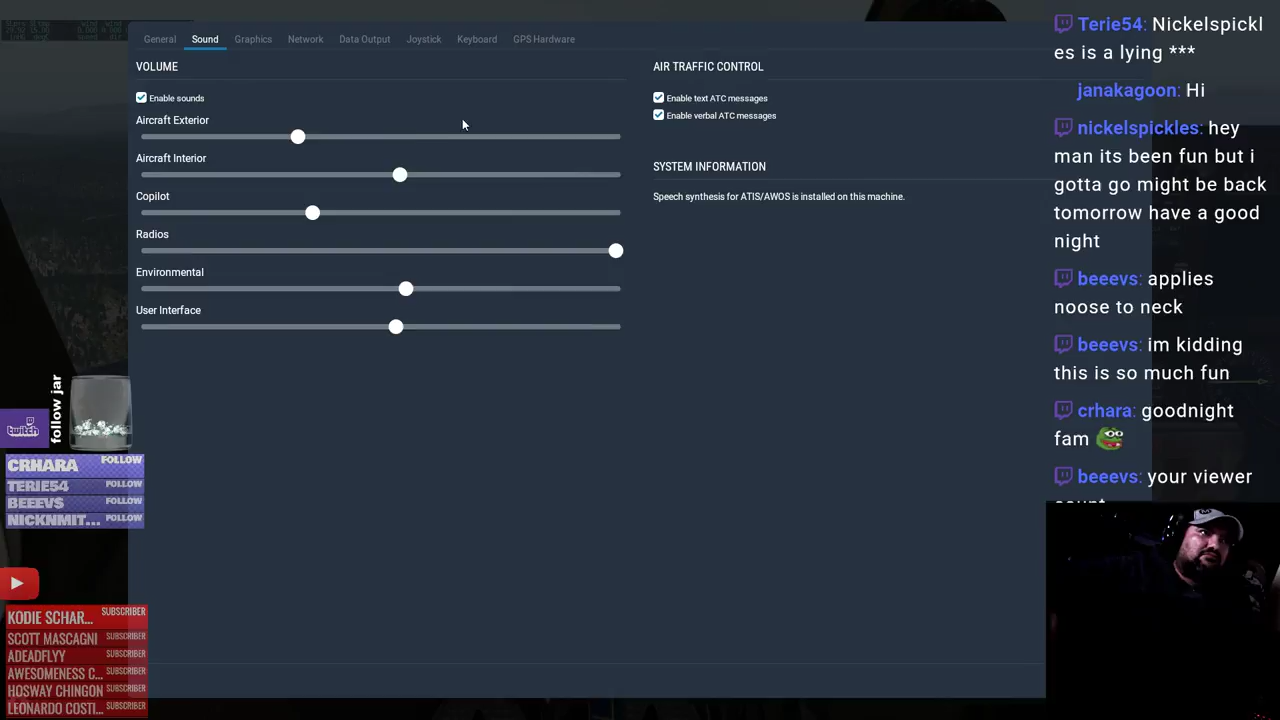 General Sound Graphics Network Data Output Joystick Keyboard GPS Hardware
VOLUME
Enable sounds
Aircraft Exterior
Aircraft Interior
Copilot
Radios
Environmental
User Interface
AIR TRAFFIC CONTROL
Enable text ATC messages
Enable verbal ATC messages
SYSTEM INFORMATION
Speech synthesis for ATIS/AWOS is installed on this machine.
Terie54: Nickelspickl
es is a lying ***
janakagoon: Hi
nickelspickles: hey
man its been fun but i
gotta go might be back
tomorrow have a good
night
beeevs: applies
noose to neck
beeevs: im kidding
this is so much fun
crhara: goodnight
fam
beeevs: your viewer
follow jar
twitch
CRHARA FOLLOW
TERIE54 FOLLOW
BEEEVS FOLLOW
NICKNMIT... FOLLOW
KODIE SCHAR... SUBSCRIBER
SCOTT MASCAGNI SUBSCRIBER
ADEADFLYY SUBSCRIBER
AWESOMENESS C... SUBSCRIBER
HOSWAY CHINGON SUBSCRIBER
LEONARDO COSTI... SUBSCRIBER